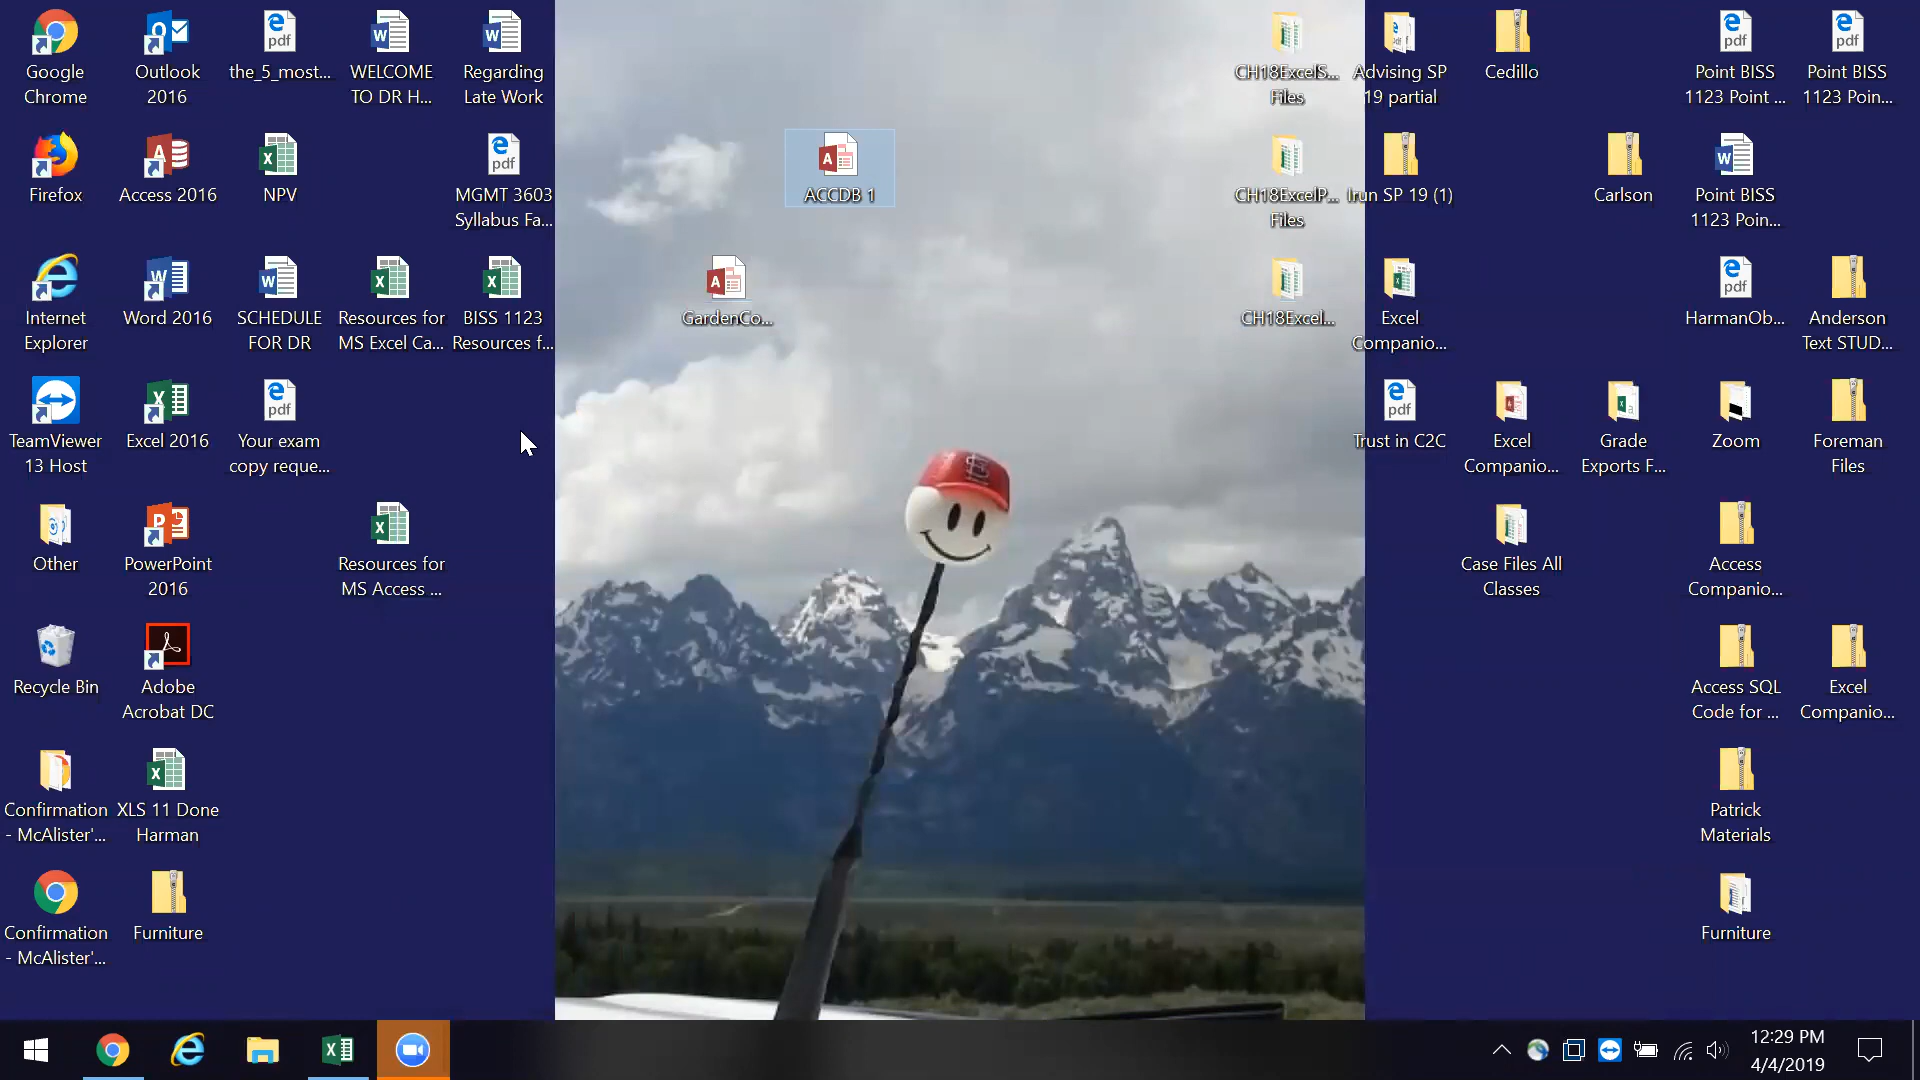 Google
Chrome
Outlook
2016
the_5_most...
WELCOME
TO DR H...
Regarding
Late Work
CH18ExcelS...
Files
Advising SP
19 partial
Cedillo
Point BISS
1123 Point ...
Point BISS
1123 Poin...
Firefox
Access 2016
NPV
MGMT 3603
Syllabus Fa...
ACCDB 1
CH18ExcelP...
Files
Irun SP 19 (1)
Carlson
Point BISS
1123 Poin...
Internet
Explorer
Word 2016
SCHEDULE
FOR DR
Resources for
MS Excel Ca...
BISS 1123
Resources f...
GardenCo...
CH18Excel...
Excel
Companio...
HarmanOb...
Anderson
Text STUD...
TeamViewer
13 Host
Excel 2016
Your exam
copy reque...
Trust in C2C
Excel
Companio...
Grade
Exports F...
Zoom
Foreman
Files
Other
PowerPoint
2016
Resources for
MS Access ...
Case Files All
Classes
Access
Companio...
Recycle Bin
Adobe
Acrobat DC
Access SQL
Code for ...
Excel
Companio...
Confirmation
- McAlister'...
XLS 11 Done
Harman
Patrick
Materials
Confirmation
- McAlister'...
Furniture
Furniture
12:29 PM
4/4/2019